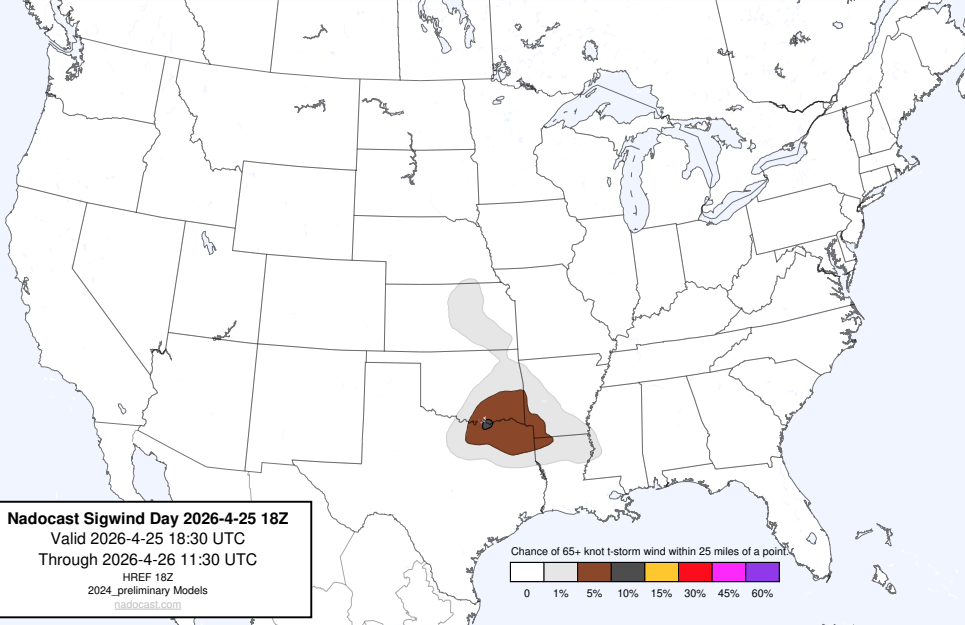 Nadocast Sigwind Day 2026-4-25 18Z
Valid 2026-4-25 18:30 UTC
Through 2026-4-26 11:30 UTC
HREF 18Z
2024_preliminary Models
nadocast.com
Chance of 65+ knot t-storm wind within 25 miles of a point.
0 1% 5% 10% 15% 30% 45% 60%